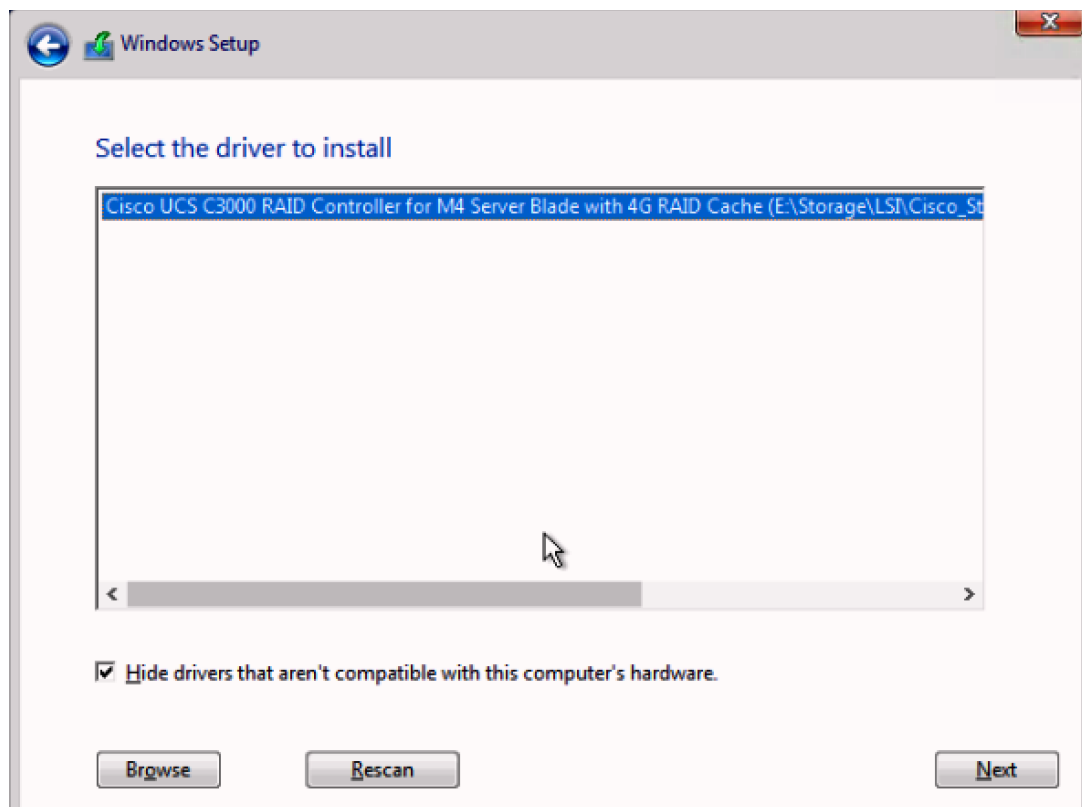 Windows Setup
Select the driver to install
Cisco UCS C3000 RAID Controller for M4 Server Blade with 4G RAID Cache (E:\Storage\LSI\Cisco_St
Hide drivers that aren't compatible with this computer's hardware.
Browse Rescan Next